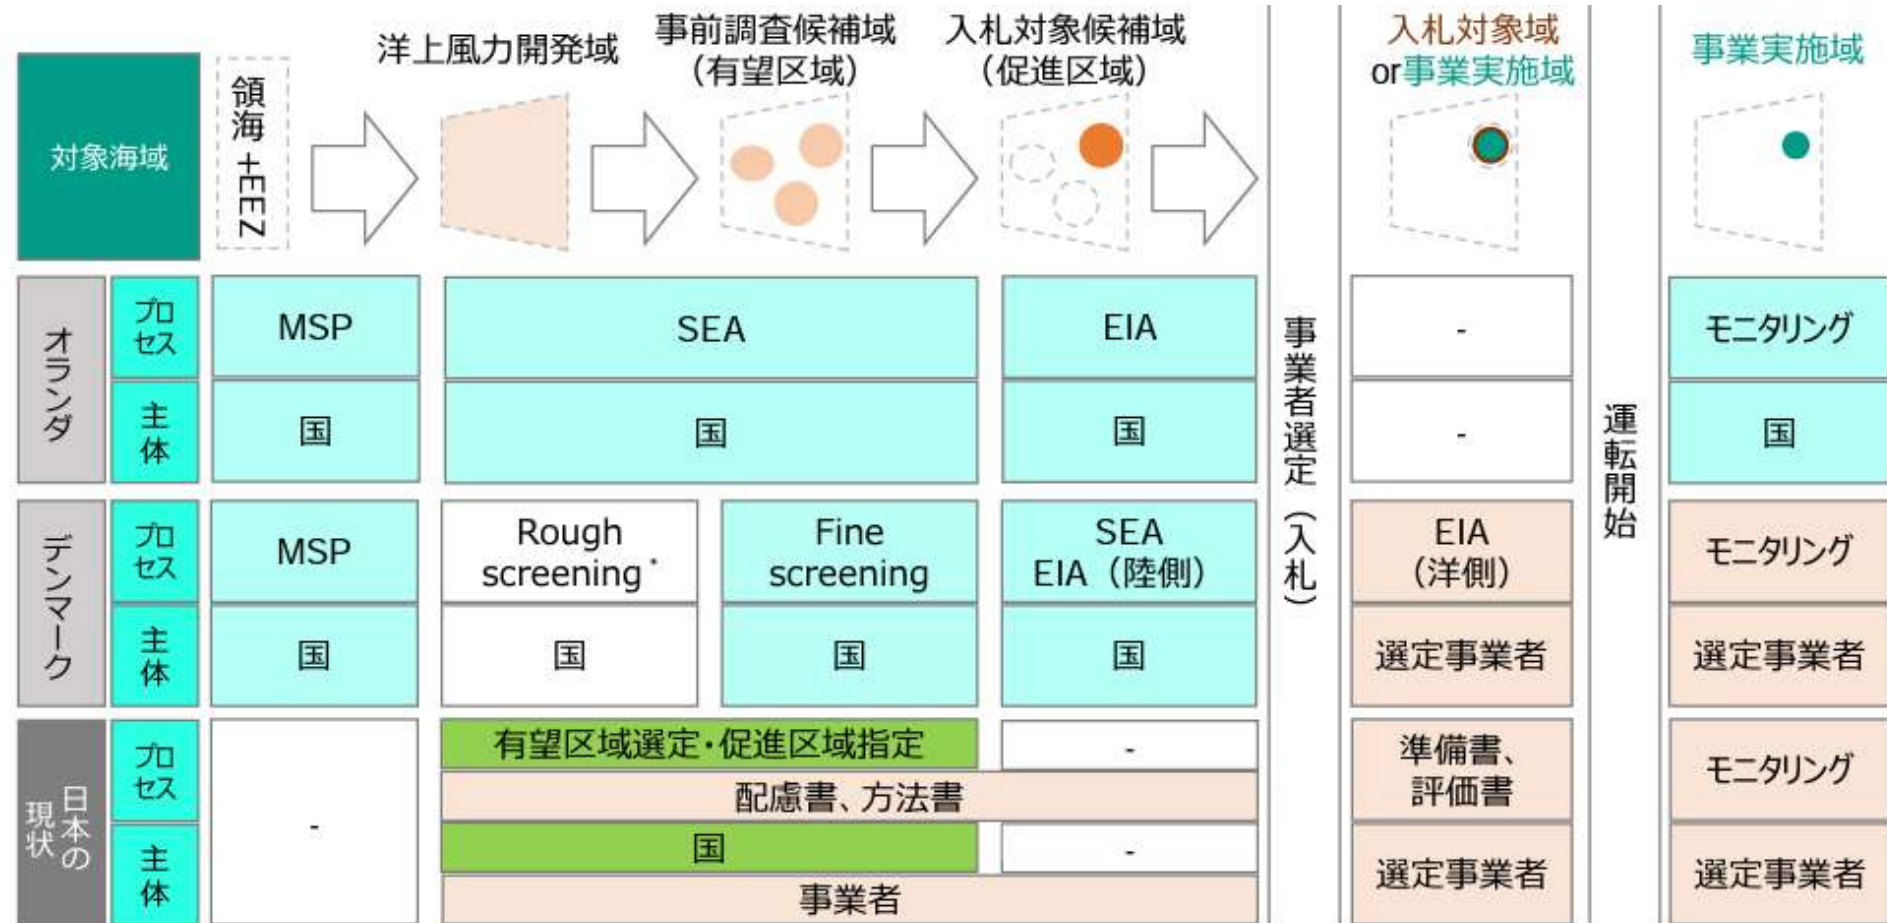 対象海域
領海+EEZ
洋上風力開発域
事前調査候補域
（有望区域）
入札対象候補域
（促進区域）
入札対象域
or事業実施域
事業実施域
オランダ
プロ
セス
MSP
SEA
EIA
-
モニタリング
主
体
国
国
国
-
国
事業者選定（入札）
運転開始
デンマーク
プロ
セス
MSP
Rough
screening*
Fine
screening
SEA
EIA（陸側）
EIA
（洋側）
モニタリング
主
体
国
国
国
国
選定事業者
選定事業者
日本の
現状
プロ
セス
-
有望区域選定・促進区域指定
-
配慮書、方法書
準備書、
評価書
モニタリング
主
体
国
-
事業者
選定事業者
選定事業者